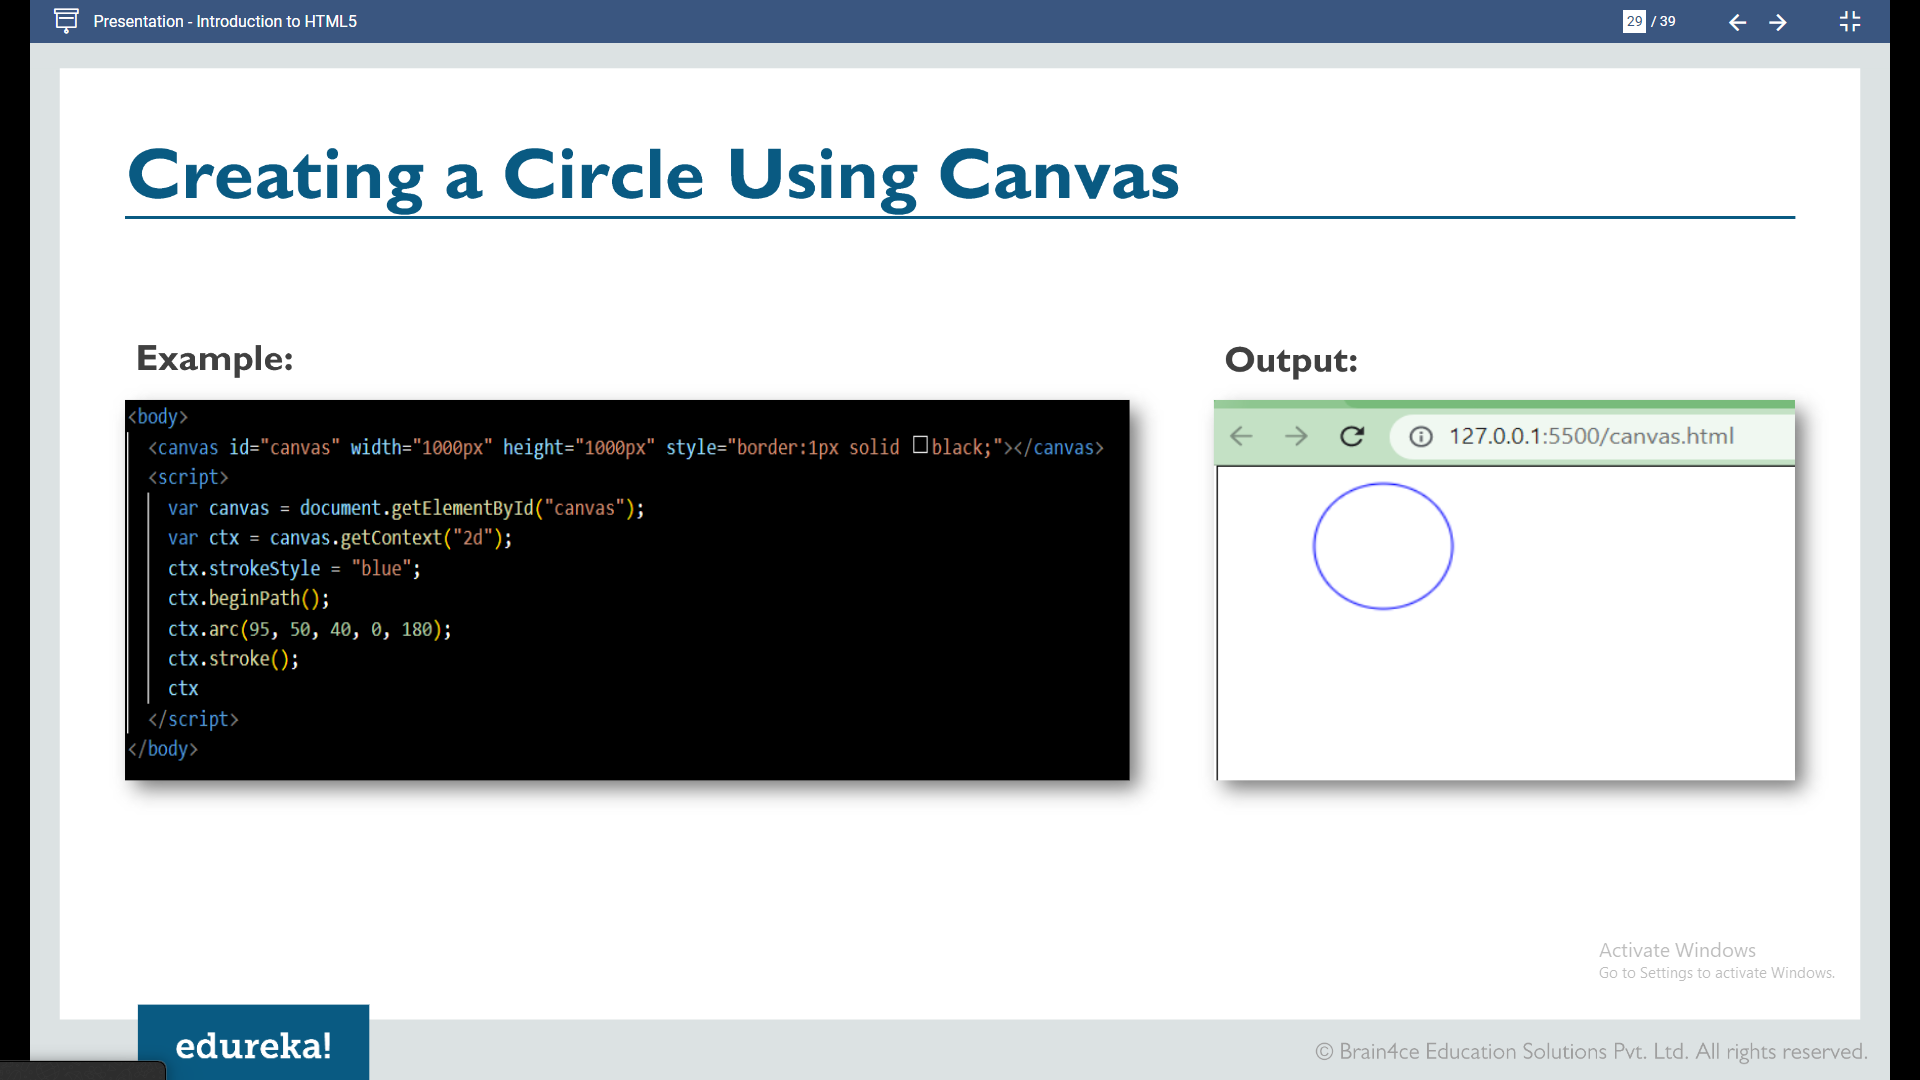 Presentation - Introduction to HTML5
29 / 39
Creating a Circle Using Canvas
Example:
<body>
<canvas id="canvas" width="1000px" height="1000px" style="border:1px solid black;"></canvas>
<script>
var canvas = document.getElementById("canvas");
var ctx = canvas.getContext("2d");
ctx.strokeStyle = "blue";
ctx.beginPath();
ctx.arc(95, 50, 40, 0, 180);
ctx.stroke();
ctx
</script>
</body>
Output:
127.0.0.1:5500/canvas.html
Activate Windows
Go to Settings to activate Windows.
edureka!
© Brain4ce Education Solutions Pvt. Ltd. All rights reserved.